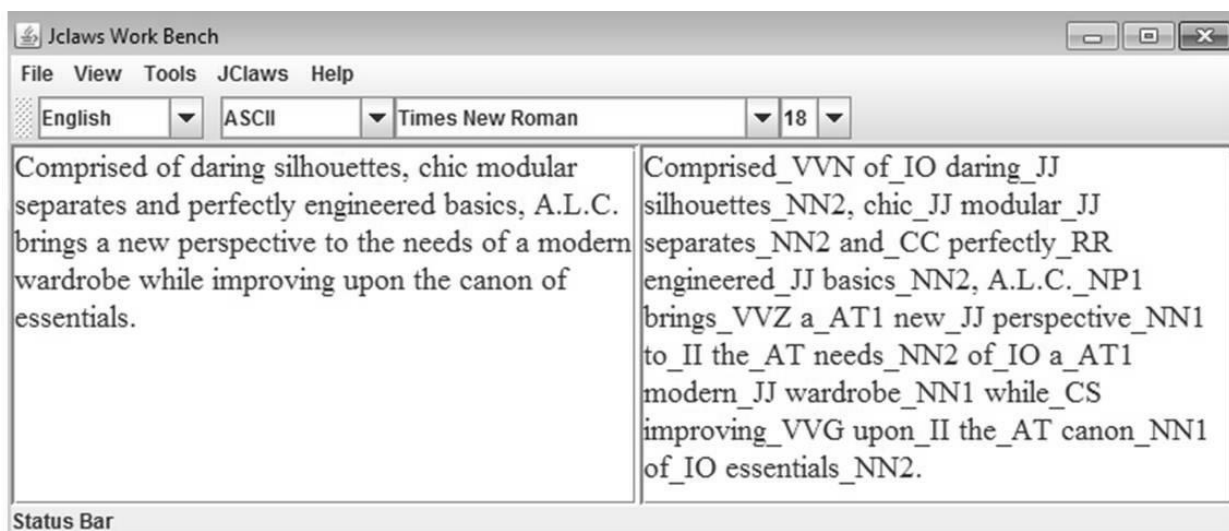 Jclaws Work Bench
File View Tools JClaws Help
English ASCII Times New Roman 18
Comprised of daring silhouettes, chic modular
separates and perfectly engineered basics, A.L.C.
brings a new perspective to the needs of a modern
wardrobe while improving upon the canon of
essentials.
Comprised_VVN of_IO daring_JJ
silhouettes_NN2, chic_JJ modular_JJ
separates_NN2 and_CC perfectly_RR
engineered_JJ basics_NN2, A.L.C._NP1
brings_VVZ a_AT1 new_JJ perspective_NN1
to_II the_AT needs_NN2 of_IO a_AT1
modern_JJ wardrobe_NN1 while_CS
improving_VVG upon_II the_AT canon_NN1
of_IO essentials_NN2.
Status Bar